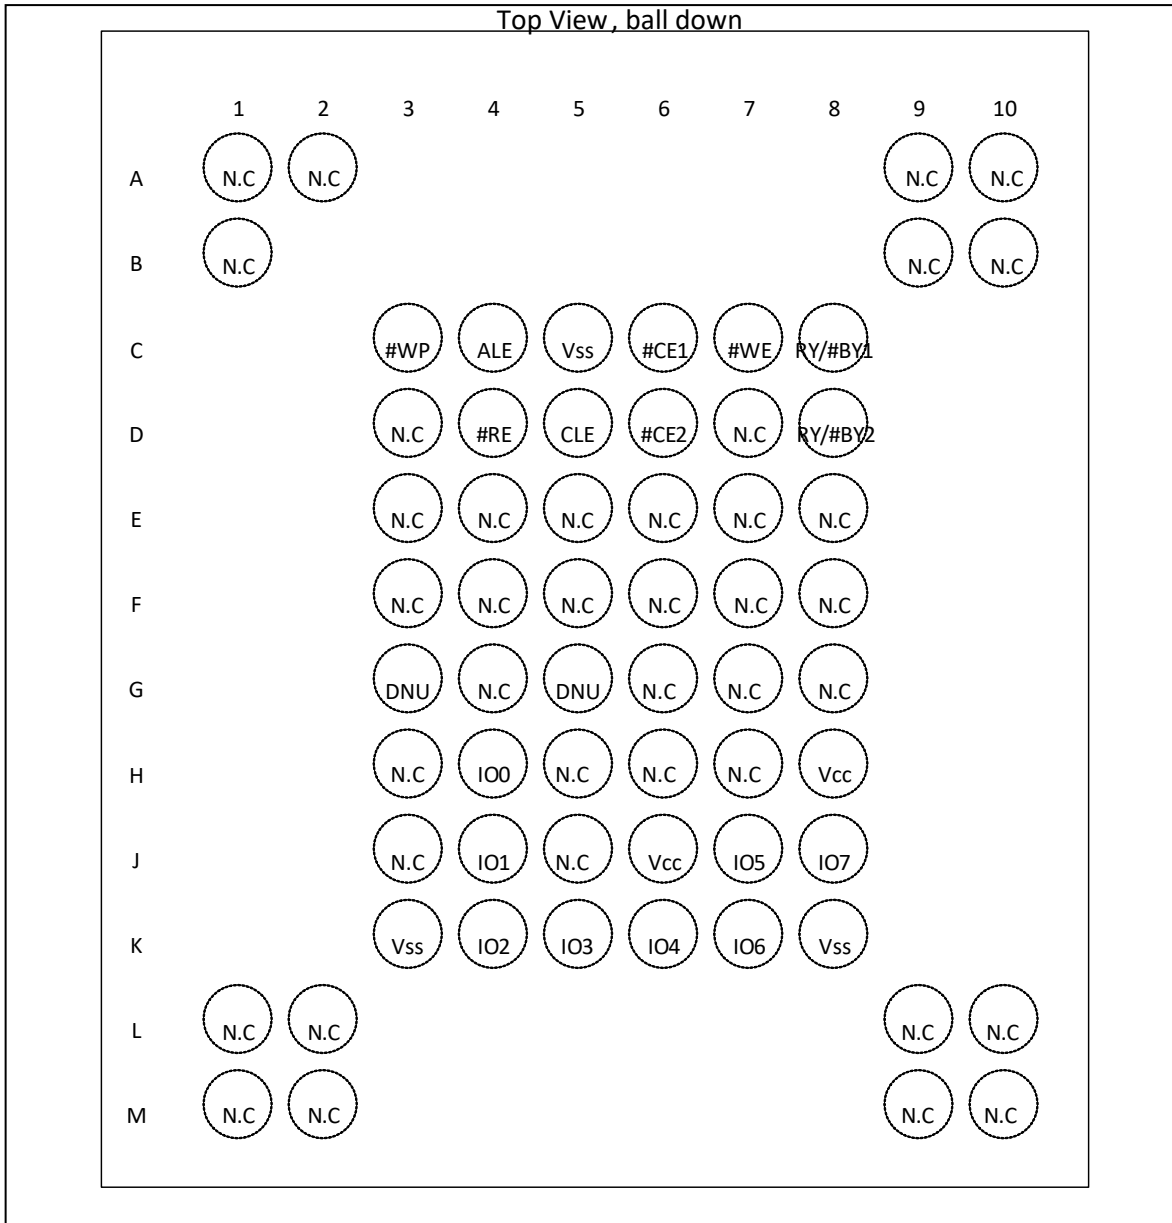 Top View, ball down
1 2 3 4 5 6 7 8 9 10
A N.C N.C N.C N.C
B N.C N.C N.C
C #WP ALE Vss #CE1 #WE RY/#BY1
D N.C #RE CLE #CE2 N.C RY/#BY2
E N.C N.C N.C N.C N.C N.C
F N.C N.C N.C N.C N.C N.C
G DNU N.C DNU N.C N.C N.C
H N.C IO0 N.C N.C N.C Vcc
J N.C IO1 N.C Vcc IO5 IO7
K Vss IO2 IO3 IO4 IO6 Vss
L N.C N.C N.C N.C
M N.C N.C N.C N.C